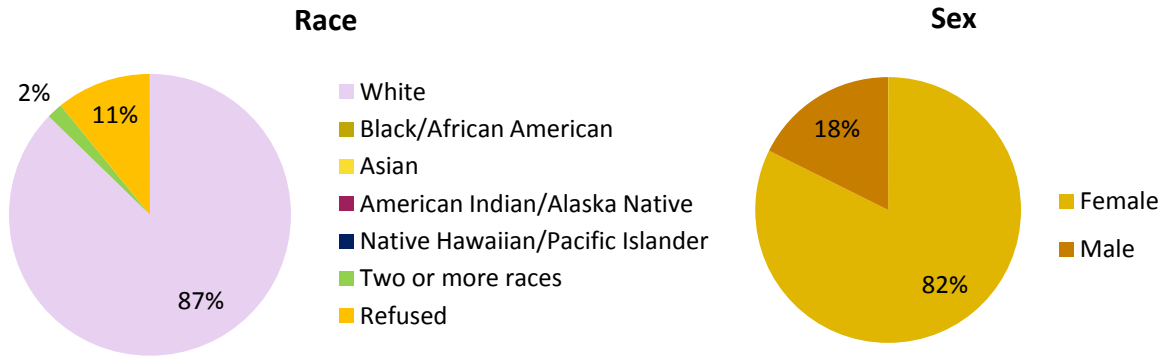 Race
2%
11%
87%
White
Black/African American
Asian
American Indian/Alaska Native
Native Hawaiian/Pacific Islander
Two or more races
Refused
Sex
18%
82%
Female
Male